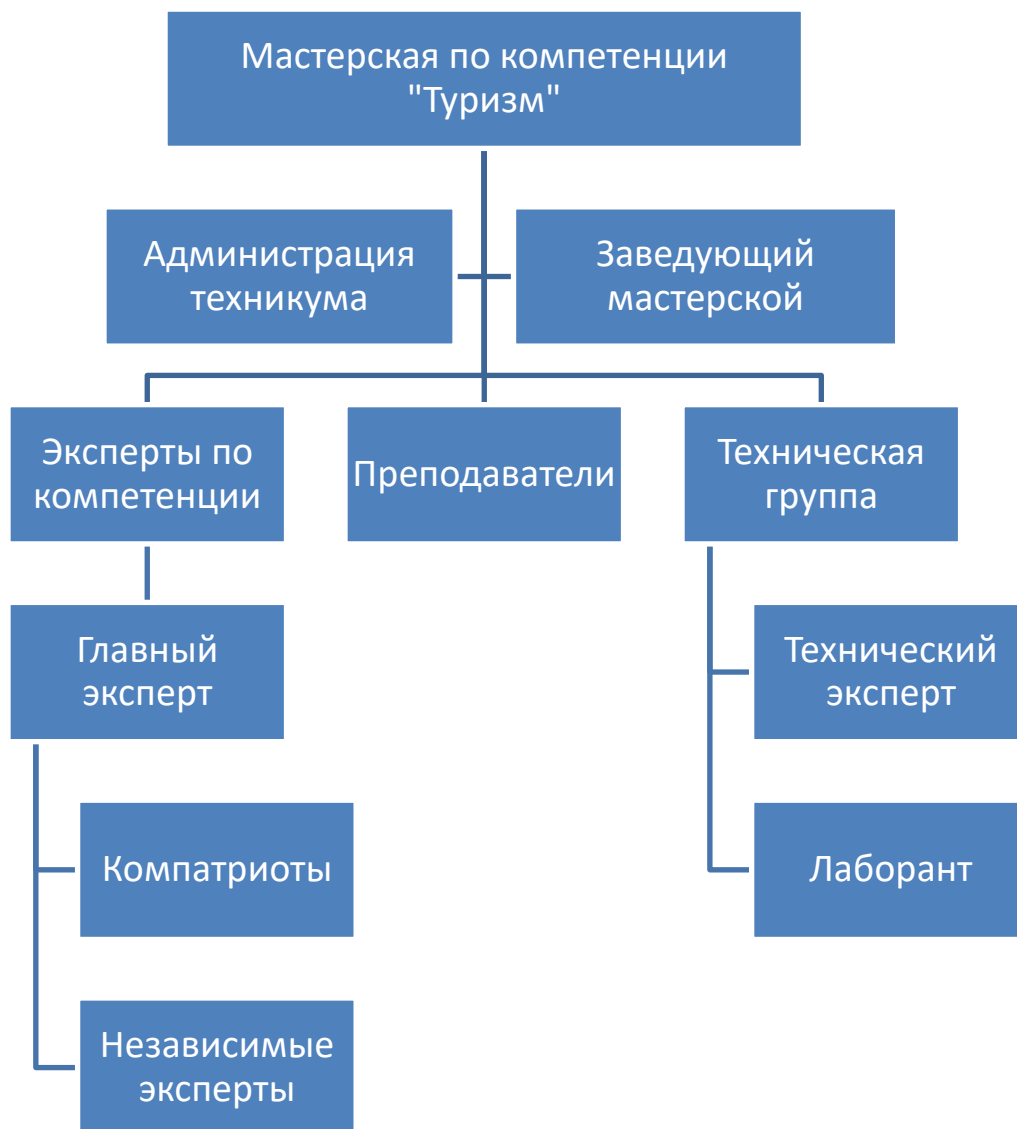 Мастерская по компетенции
"Туризм"
Администрация
техникума
Заведующий
мастерской
Эксперты по
компетенции
Преподаватели
Техническая
группа
Главный
эксперт
Технический
эксперт
Компатриоты
Лаборант
Независимые
эксперты